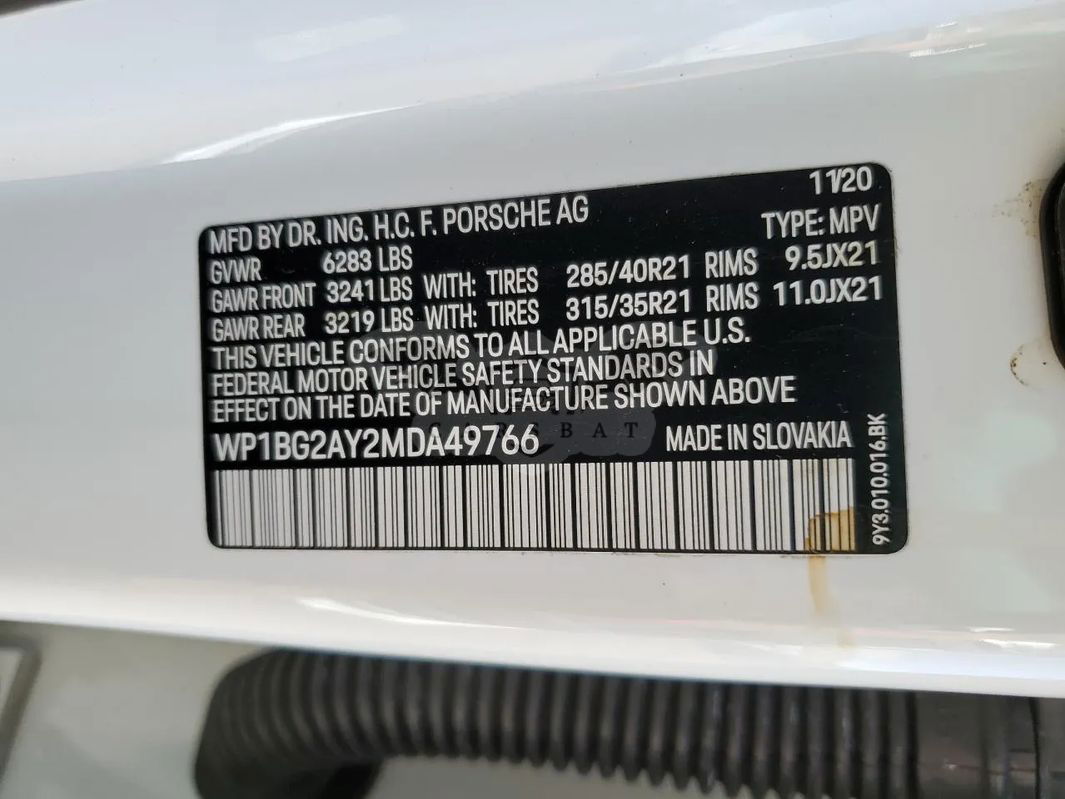 11/20
MFD BY DR. ING. H.C. F. PORSCHE AG TYPE: MPV
GVWR 6283 LBS
GAWR FRONT 3241 LBS WITH: TIRES 285/40R21 RIMS 9.5JX21
GAWR REAR 3219 LBS WITH: TIRES 315/35R21 RIMS 11.0JX21
THIS VEHICLE CONFORMS TO ALL APPLICABLE U.S.
FEDERAL MOTOR VEHICLE SAFETY STANDARDS IN
EFFECT ON THE DATE OF MANUFACTURE SHOWN ABOVE
CARSBAT
WP1BG2AY2MDA49766 MADE IN SLOVAKIA
9Y3.010.016.BK